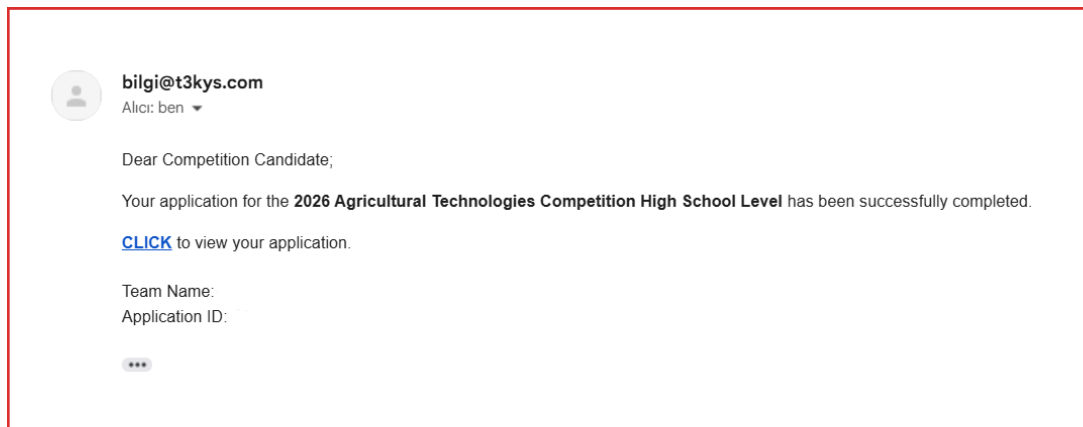 bilgi@t3kys.com
Alıcı: ben
Dear Competition Candidate;
Your application for the 2026 Agricultural Technologies Competition High School Level has been successfully completed.
CLICK to view your application.
Team Name:
Application ID: